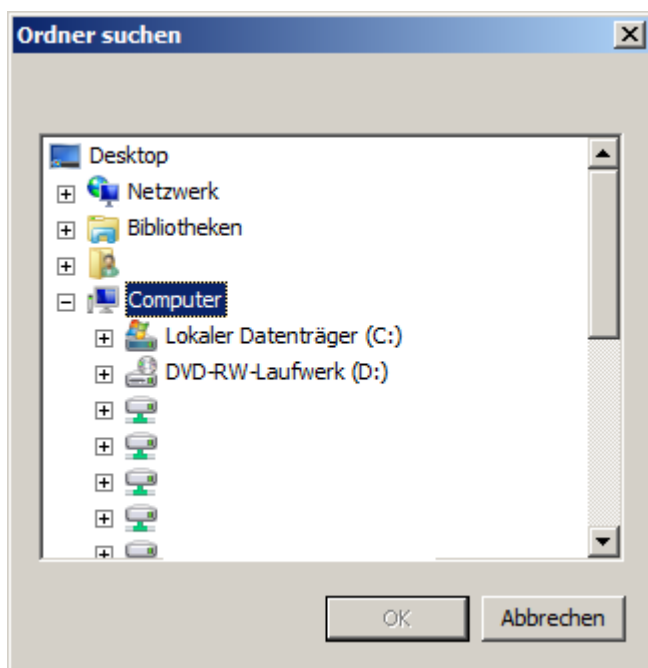 Ordner suchen
Desktop
Netzwerk
Bibliotheken
Computer
Lokaler Datenträger (C:)
DVD-RW-Laufwerk (D:)
OK
Abbrechen